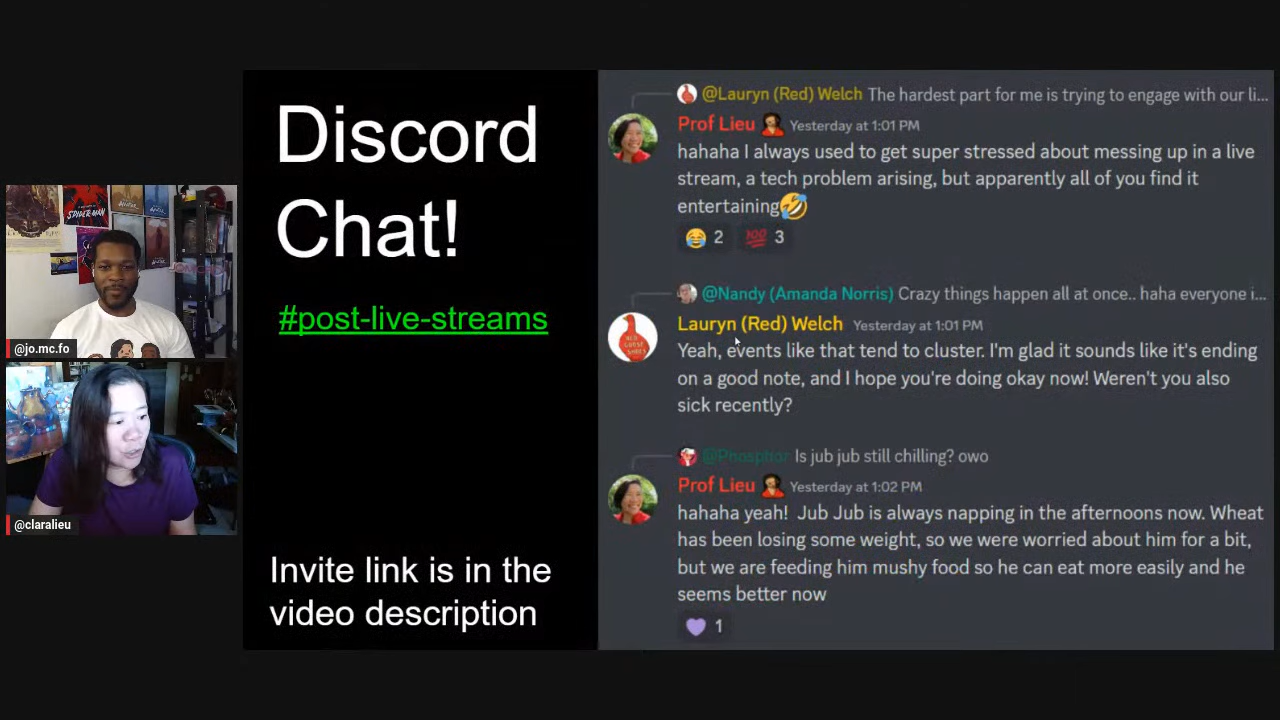 Discord
Chat!
#post-live-streams
Invite link is in the
video description
SPIDER-MAN
@jo.mc.fo
@claralieu
@Lauryn (Red) Welch The hardest part for me is trying to engage with our li...
Prof Lieu Yesterday at 1:01 PM
hahaha I always used to get super stressed about messing up in a live
stream, a tech problem arising, but apparently all of you find it
entertaining🤣
😂 2 💯 3
@Nandy (Amanda Norris) Crazy things happen all at once.. haha everyone i...
Lauryn (Red) Welch Yesterday at 1:01 PM
Yeah, events like that tend to cluster. I'm glad it sounds like it's ending
on a good note, and I hope you're doing okay now! Weren't you also
sick recently?
@Phosphor Is jub jub still chilling? owo
Prof Lieu Yesterday at 1:02 PM
hahaha yeah! Jub Jub is always napping in the afternoons now. Wheat
has been losing some weight, so we were worried about him for a bit,
but we are feeding him mushy food so he can eat more easily and he
seems better now
💜 1